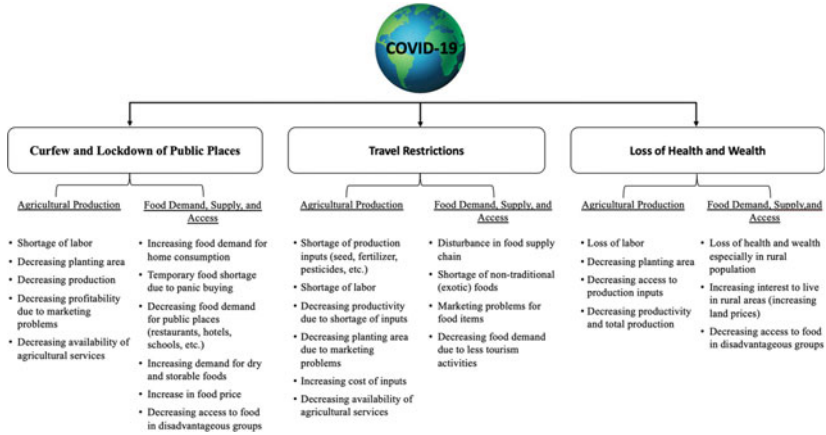 COVID-19
Curfew and Lockdown of Public Places
Agricultural Production
• Shortage of labor
• Decreasing planting area
• Decreasing production
• Decreasing profitability
due to marketing
problems
• Decreasing availability of
agricultural services
Food Demand, Supply, and
Access
• Increasing food demand for
home consumption
• Temporary food shortage
due to panic buying
• Decreasing food demand
for public places
(restaurants, hotels,
schools, etc.)
• Increasing demand for dry
and storable foods
• Increase in food price
• Decreasing access to food
in disadvantageous groups
Travel Restrictions
Agricultural Production
• Shortage of production
inputs (seed, fertilizer,
pesticides, etc.)
• Shortage of labor
• Decreasing productivity
due to shortage of inputs
• Decreasing planting area
due to marketing
problems
• Increasing cost of inputs
• Decreasing availability of
agricultural services
Food Demand, Supply, and
Access
• Disturbance in food supply
chain
• Shortage of non-traditional
(exotic) foods
• Marketing problems for
food items
• Decreasing food demand
due to less tourism
activities
Loss of Health and Wealth
Agricultural Production
• Loss of labor
• Decreasing planting area
• Decreasing access to
production inputs
• Decreasing productivity
and total production
Food Demand, Supply,and
Access
• Loss of health and wealth
especially in rural
population
• Increasing interest to live
in rural areas (increasing
land prices)
• Decreasing access to food
in disadvantageous groups